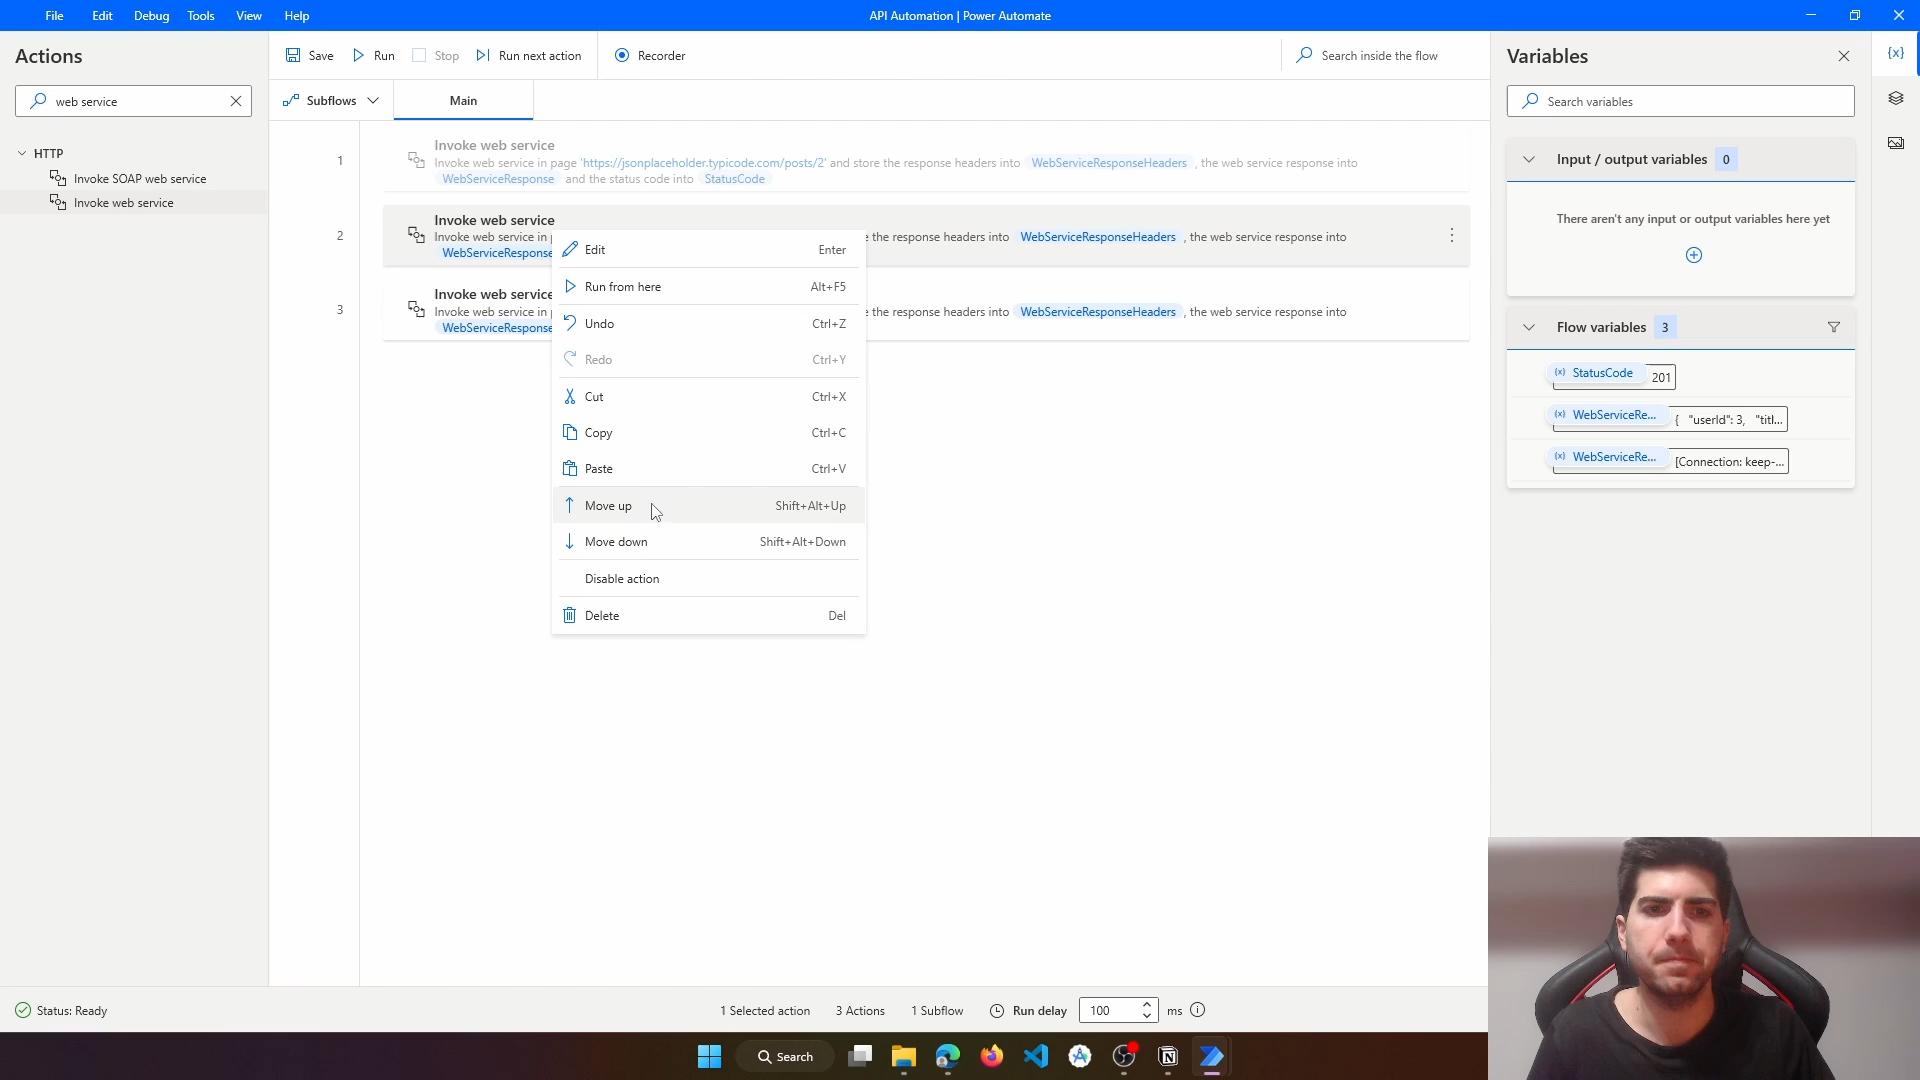 File Edit Debug Tools View Help
API Automation | Power Automate
Actions
web service
HTTP
Invoke SOAP web service
Invoke web service
Save Run Stop Run next action Recorder
Search inside the flow
Subflows Main
1
Invoke web service
Invoke web service in page 'https://jsonplaceholder.typicode.com/posts/2' and store the response headers into WebServiceResponseHeaders , the web service response into
WebServiceResponse and the status code into StatusCode
2
Invoke web service
Invoke web service in e the response headers into WebServiceResponseHeaders , the web service response into
WebServiceResponse
3
Invoke web service
Invoke web service in e the response headers into WebServiceResponseHeaders , the web service response into
WebServiceResponse
Edit Enter
Run from here Alt+F5
Undo Ctrl+Z
Redo Ctrl+Y
Cut Ctrl+X
Copy Ctrl+C
Paste Ctrl+V
Move up Shift+Alt+Up
Move down Shift+Alt+Down
Disable action
Delete Del
Variables
{x}
Search variables
Input / output variables 0
There aren't any input or output variables here yet
Flow variables 3
(x) StatusCode 201
(x) WebServiceRe... { "userId": 3, "titl...
(x) WebServiceRe... [Connection: keep-...
Status: Ready
1 Selected action 3 Actions 1 Subflow Run delay 100 ms
Search